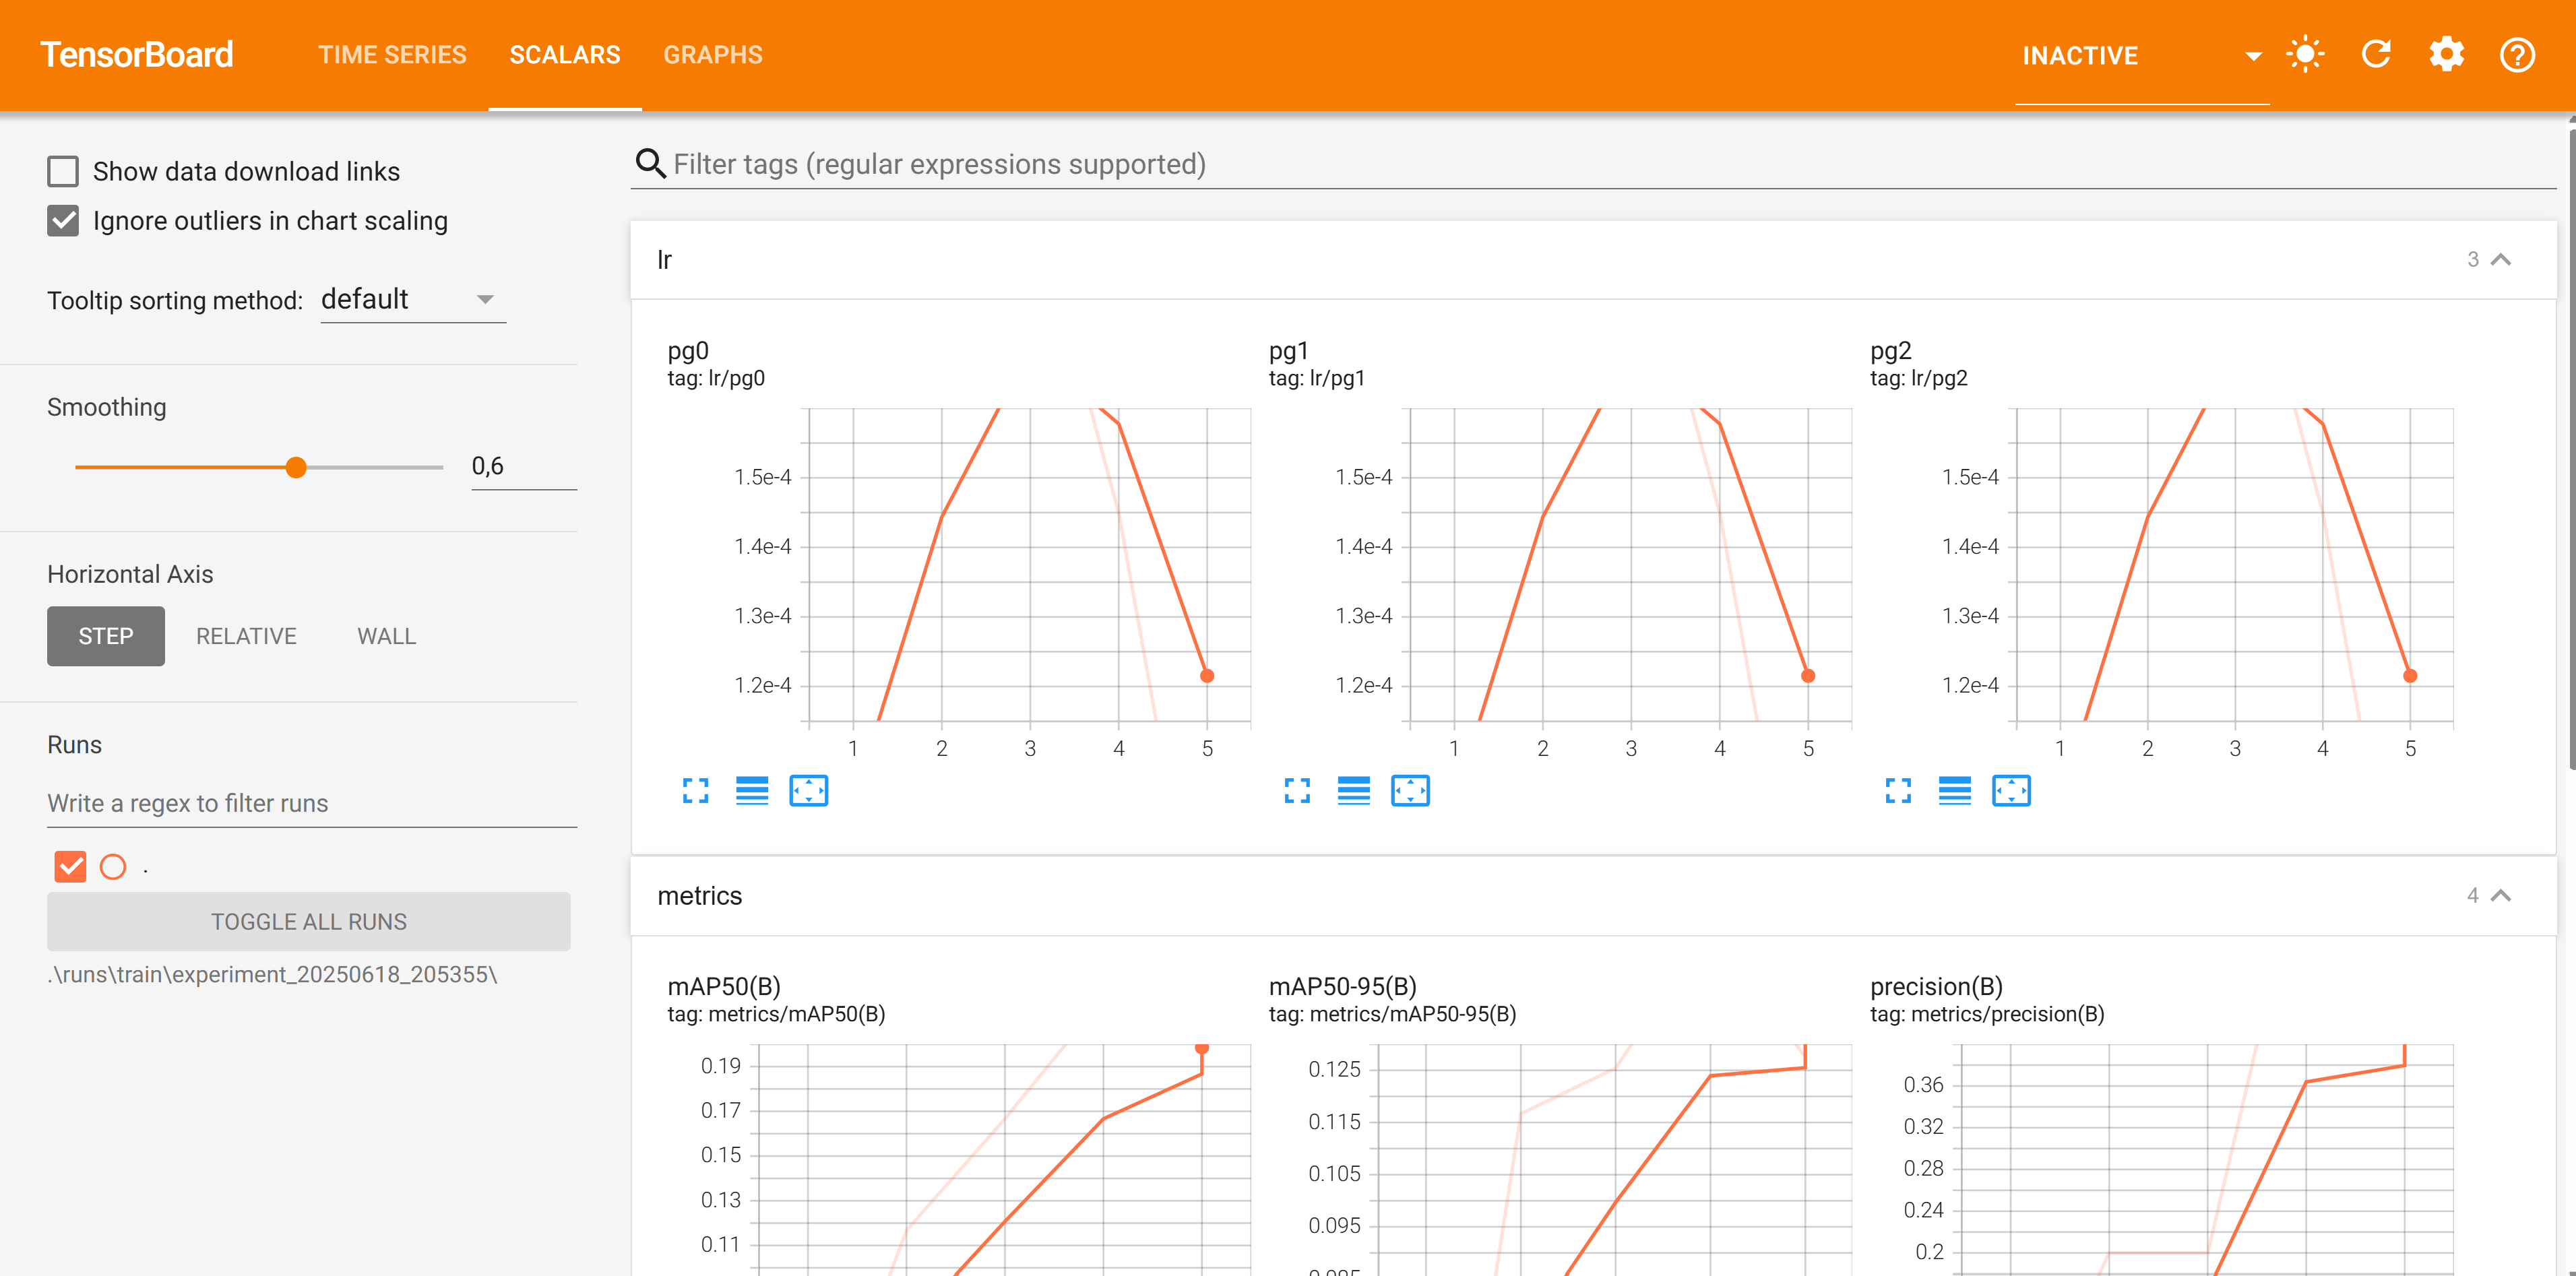 TensorBoard
TIME SERIES
SCALARS
GRAPHS
INACTIVE
Show data download links
Ignore outliers in chart scaling
Tooltip sorting method: default
Smoothing
0,6
Horizontal Axis
STEP
RELATIVE
WALL
Runs
Write a regex to filter runs
.
TOGGLE ALL RUNS
.\runs\train\experiment_20250618_205355\
Filter tags (regular expressions supported)
lr
3
pg0
tag: lr/pg0
1.5e-4
1.4e-4
1.3e-4
1.2e-4
1 2 3 4 5
pg1
tag: lr/pg1
1.5e-4
1.4e-4
1.3e-4
1.2e-4
1 2 3 4 5
pg2
tag: lr/pg2
1.5e-4
1.4e-4
1.3e-4
1.2e-4
1 2 3 4 5
metrics
4
mAP50(B)
tag: metrics/mAP50(B)
0.19
0.17
0.15
0.13
0.11
mAP50-95(B)
tag: metrics/mAP50-95(B)
0.125
0.115
0.105
0.095
precision(B)
tag: metrics/precision(B)
0.36
0.32
0.28
0.24
0.2